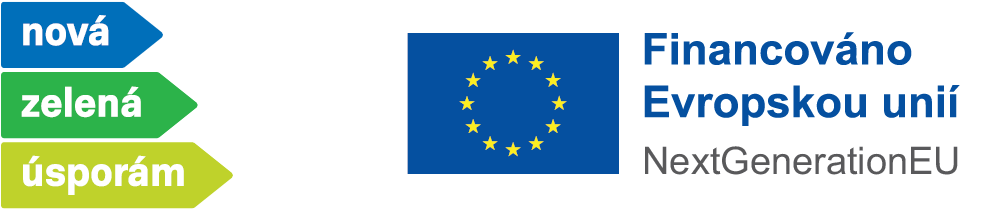 nová
zelená
úsporám
Financováno
Evropskou unií
NextGenerationEU